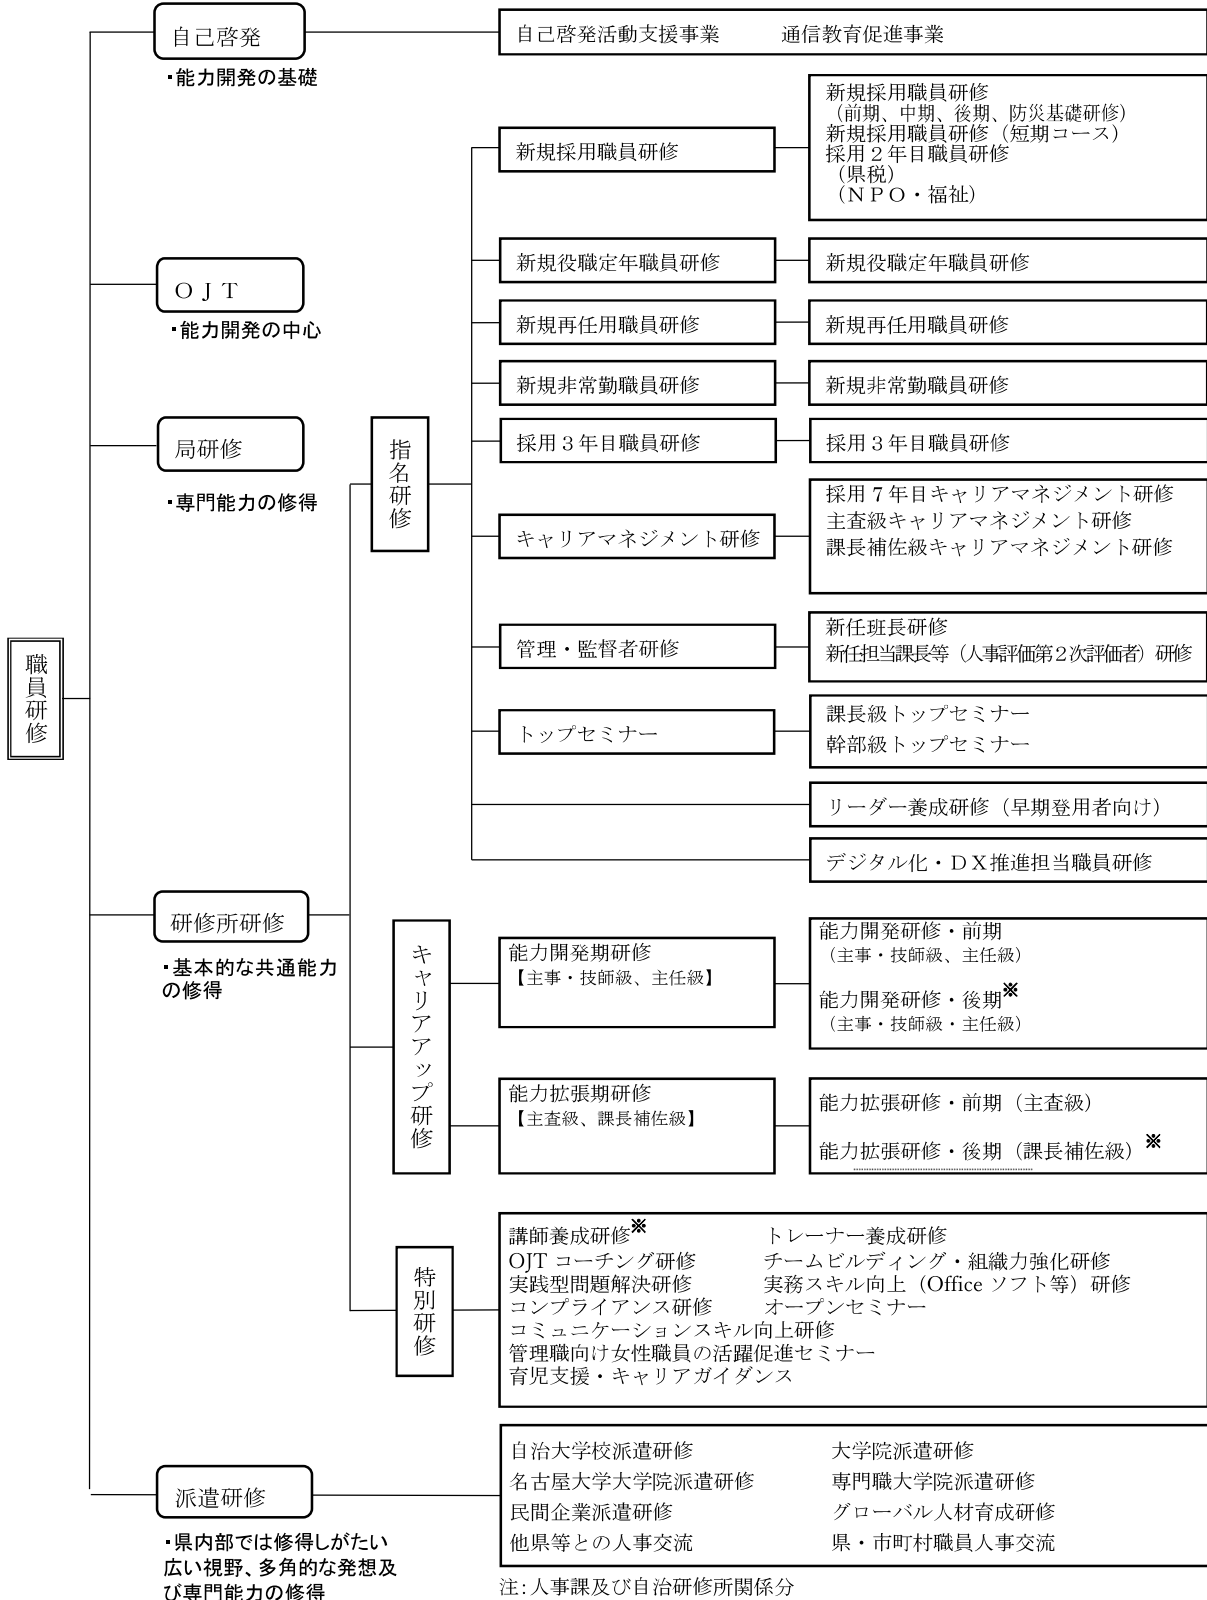 職員研修
自己啓発
・能力開発の基礎
自己啓発活動支援事業　　　通信教育促進事業
ＯＪＴ
・能力開発の中心
局研修
・専門能力の修得
研修所研修
・基本的な共通能力
の修得
指名研修
新規採用職員研修
新規採用職員研修
（前期、中期、後期、防災基礎研修）
新規採用職員研修（短期コース）
採用２年目職員研修
（県税）
（ＮＰＯ・福祉）
新規役職定年職員研修
新規役職定年職員研修
新規再任用職員研修
新規再任用職員研修
新規非常勤職員研修
新規非常勤職員研修
採用３年目職員研修
採用３年目職員研修
キャリアマネジメント研修
採用７年目キャリアマネジメント研修
主査級キャリアマネジメント研修
課長補佐級キャリアマネジメント研修
管理・監督者研修
新任班長研修
新任担当課長等（人事評価第２次評価者）研修
トップセミナー
課長級トップセミナー
幹部級トップセミナー
リーダー養成研修（早期登用者向け）
デジタル化・ＤＸ推進担当職員研修
キャリアアップ研修
能力開発期研修
【主事・技師級、主任級】
能力開発研修・前期
（主事・技師級、主任級）
能力開発研修・後期※
（主事・技師級・主任級）
能力拡張期研修
【主査級、課長補佐級】
能力拡張研修・前期（主査級）
能力拡張研修・後期（課長補佐級）※
特別研修
講師養成研修※　　　トレーナー養成研修
OJT コーチング研修　　　チームビルディング・組織力強化研修
実践型問題解決研修　　　実務スキル向上（Office ソフト等）研修
コンプライアンス研修　　　オープンセミナー
コミュニケーションスキル向上研修
管理職向け女性職員の活躍促進セミナー
育児支援・キャリアガイダンス
派遣研修
・県内部では修得しがたい
広い視野、多角的な発想及
び専門能力の修得
自治大学校派遣研修　　　大学院派遣研修
名古屋大学大学院派遣研修　　　専門職大学院派遣研修
民間企業派遣研修　　　グローバル人材育成研修
他県等との人事交流　　　県・市町村職員人事交流
注：人事課及び自治研修所関係分